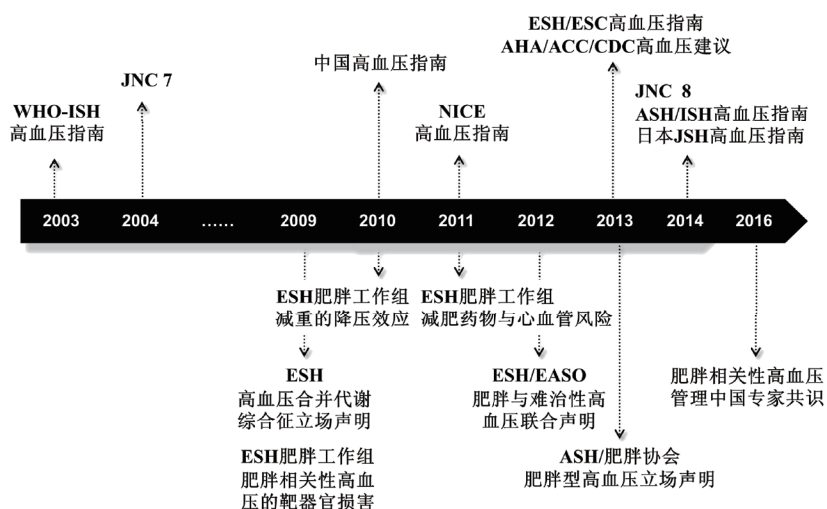 ESH/ESC高血压指南
AHA/ACC/CDC高血压建议
中国高血压指南
JNC 7
JNC 8
WHO-ISH
高血压指南
NICE
高血压指南
ASH/ISH高血压指南
日本JSH高血压指南
2003 2004 …… 2009 2010 2011 2012 2013 2014 2016
ESH肥胖工作组
减重的降压效应
ESH肥胖工作组
减肥药物与心血管风险
ESH
高血压合并代谢
综合征立场声明
ESH/EASO
肥胖与难治性高
血压联合声明
肥胖相关性高血压
管理中国专家共识
ESH肥胖工作组
肥胖相关性高血
压的靶器官损害
ASH/肥胖协会
肥胖型高血压立场声明